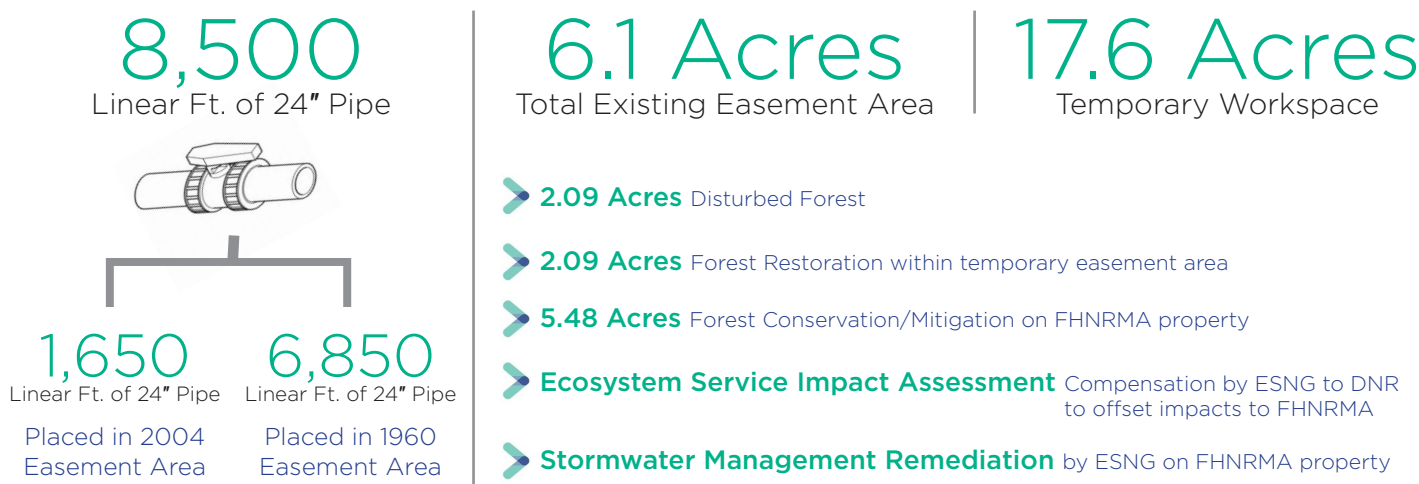 8,500
Linear Ft. of 24" Pipe
1,650
Linear Ft. of 24" Pipe
Placed in 2004
Easement Area
6,850
Linear Ft. of 24" Pipe
Placed in 1960
Easement Area
6.1 Acres
Total Existing Easement Area
17.6 Acres
Temporary Workspace
2.09 Acres Disturbed Forest
2.09 Acres Forest Restoration within temporary easement area
5.48 Acres Forest Conservation/Mitigation on FHNRMA property
Ecosystem Service Impact Assessment Compensation by ESNG to DNR
to offset impacts to FHNRMA
Stormwater Management Remediation by ESNG on FHNRMA property